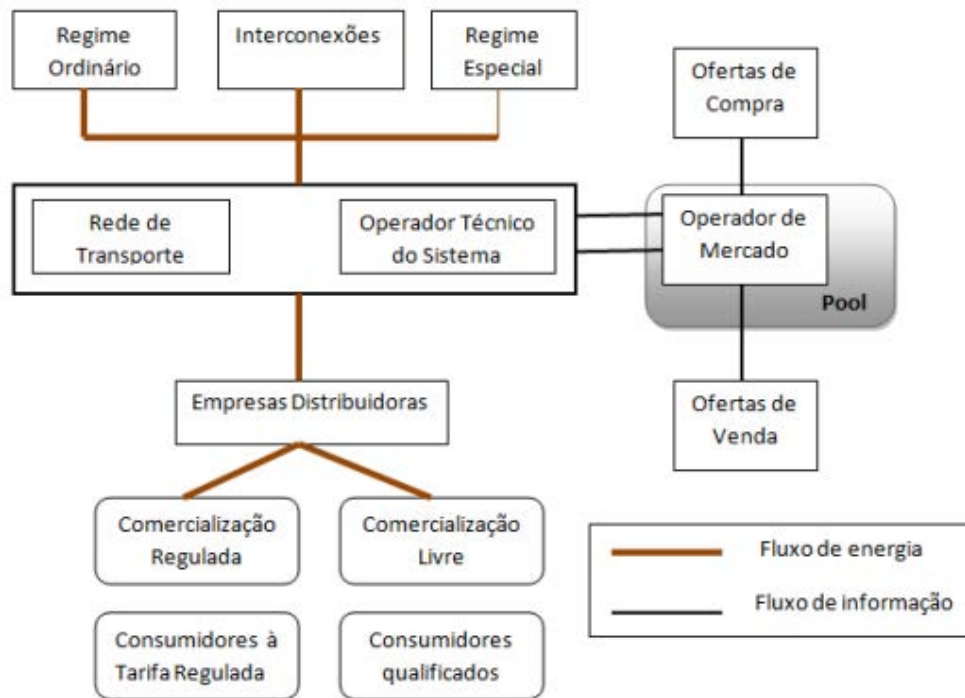 Regime
Ordinário
Interconexões
Regime
Especial
Ofertas de
Compra
Rede de
Transporte
Operador Técnico
do Sistema
Operador de
Mercado
Pool
Empresas Distribuidoras
Ofertas de
Venda
Comercialização
Regulada
Comercialização
Livre
Fluxo de energia
Fluxo de informação
Consumidores à
Tarifa Regulada
Consumidores
qualificados